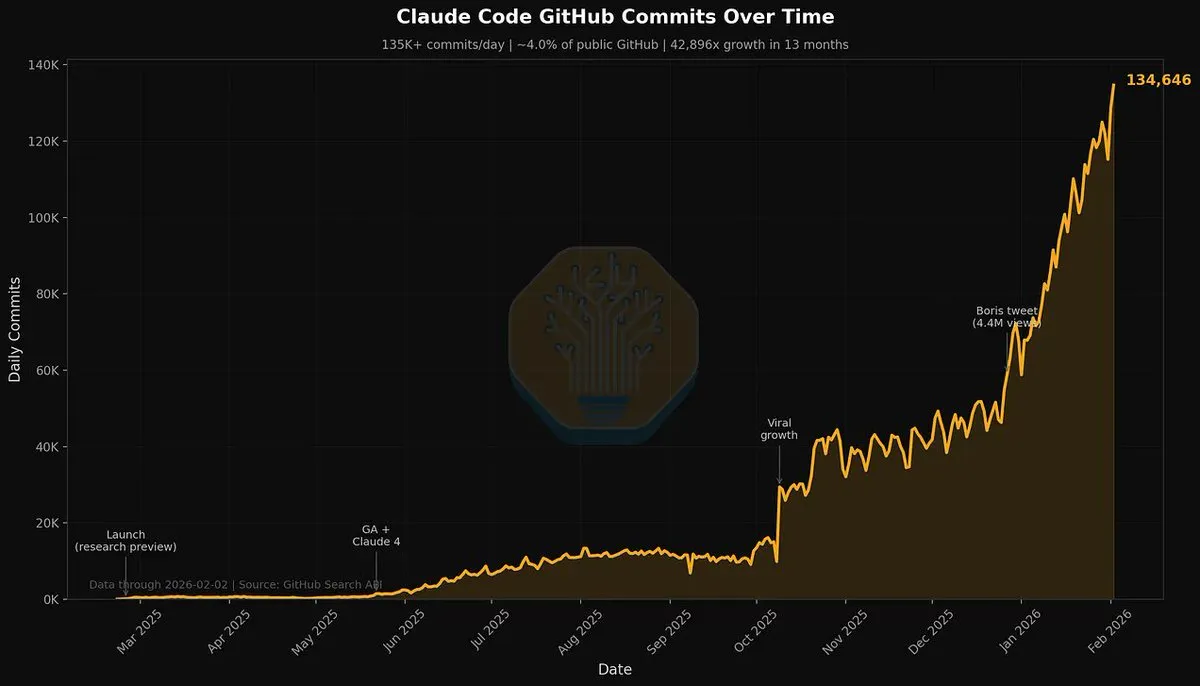 Claude Code GitHub Commits Over Time
135K+ commits/day | ~4.0% of public GitHub | 42,896x growth in 13 months
140K
120K
100K
80K
60K
40K
20K
0K
Daily Commits
134,646
Boris tweet
(4.4M views)
Viral
growth
GA +
Claude 4
Launch
(research preview)
Data through 2026-02-02 | Source: GitHub Search API
Mar 2025
Apr 2025
May 2025
Jun 2025
Jul 2025
Aug 2025
Sep 2025
Oct 2025
Nov 2025
Dec 2025
Jan 2026
Feb 2026
Date